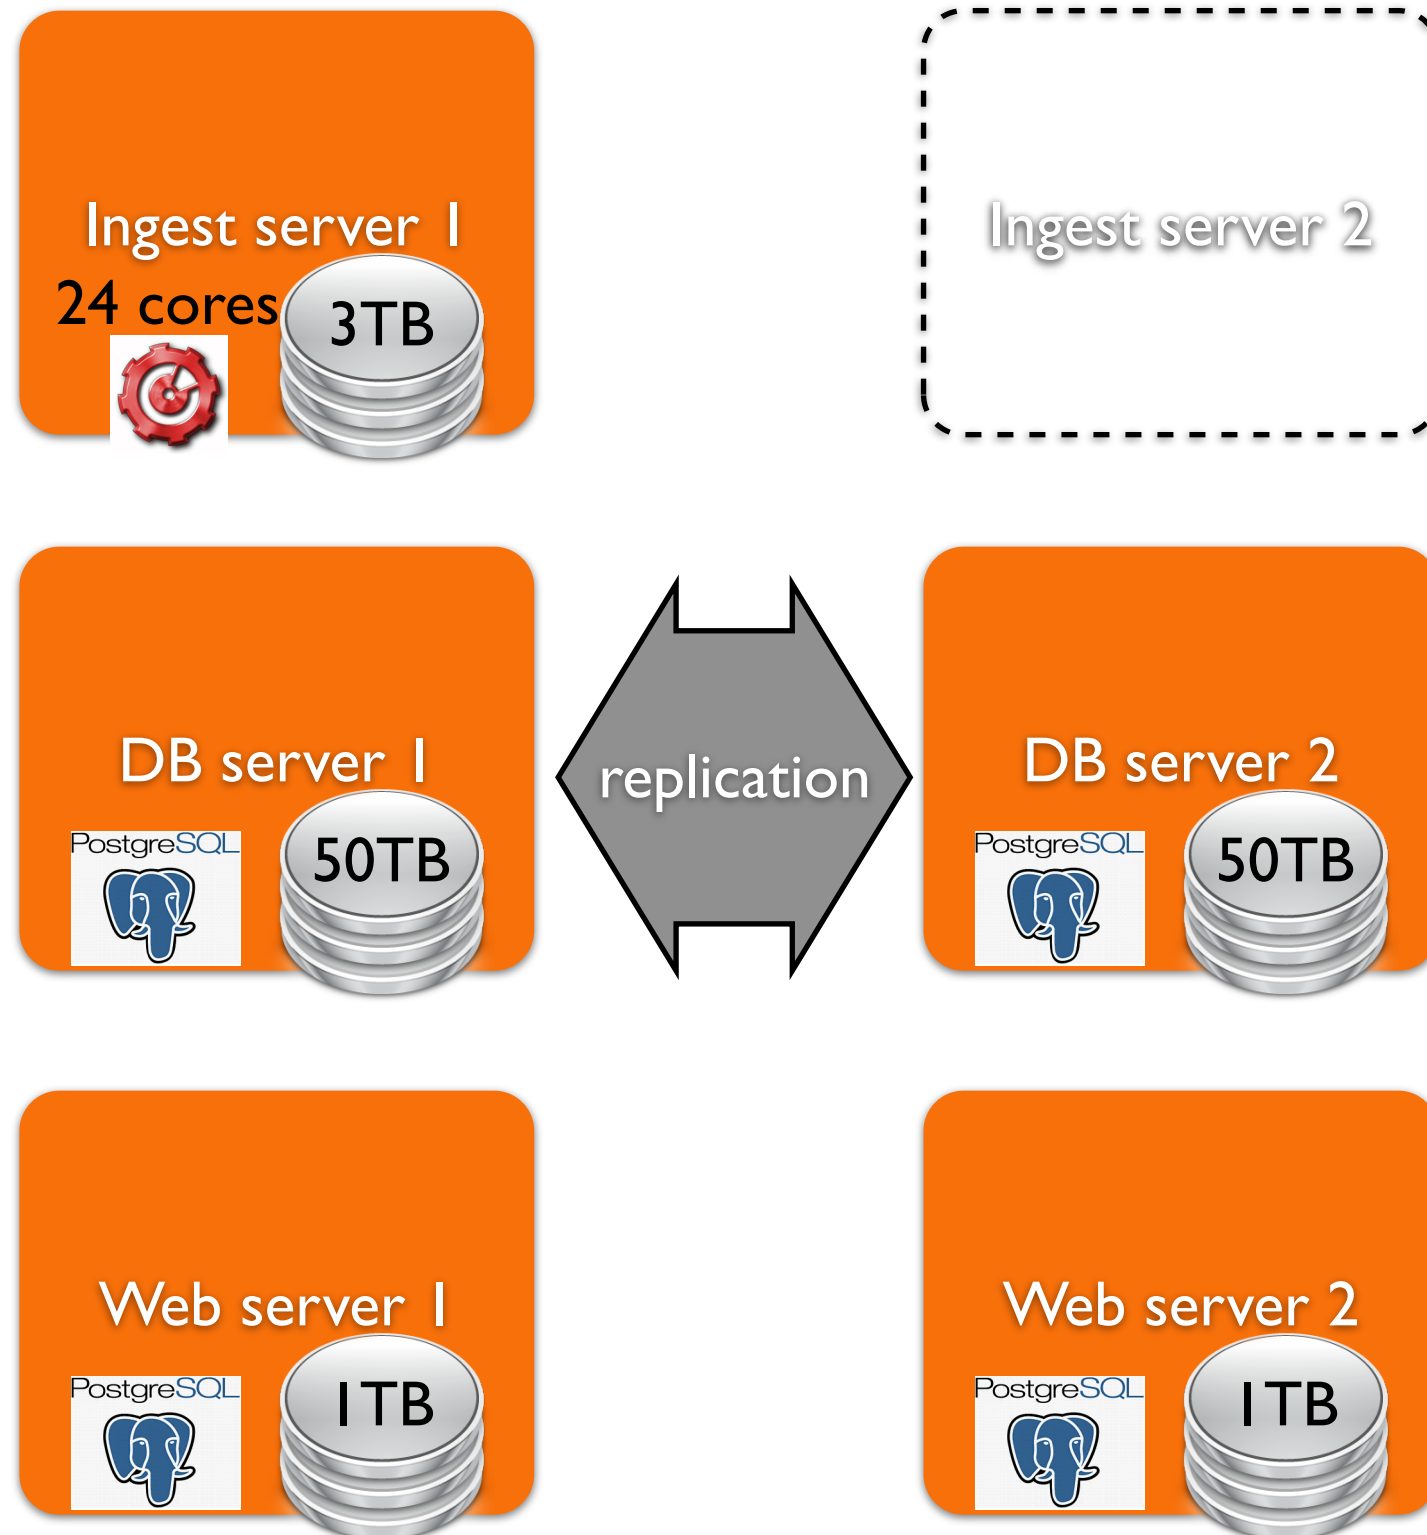 Ingest server 1
24 cores
3TB
Ingest server 2
DB server 1
PostgreSQL
50TB
replication
DB server 2
PostgreSQL
50TB
Web server 1
PostgreSQL
1TB
Web server 2
PostgreSQL
1TB